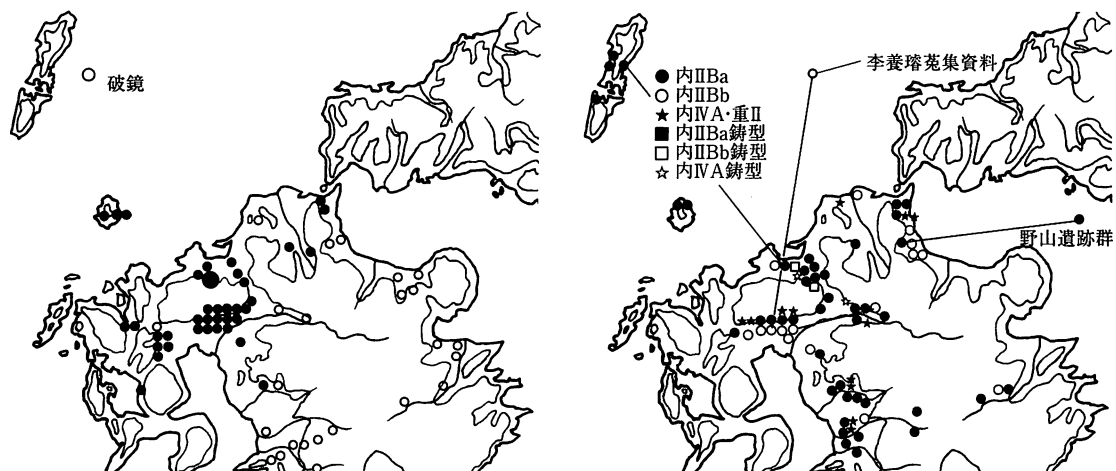 破鏡
内ⅡBa
内ⅡBb
内ⅣA・重Ⅱ
内ⅡBa鋳型
内ⅡBb鋳型
内ⅣA鋳型
李養璿蒐集資料
野山遺跡群